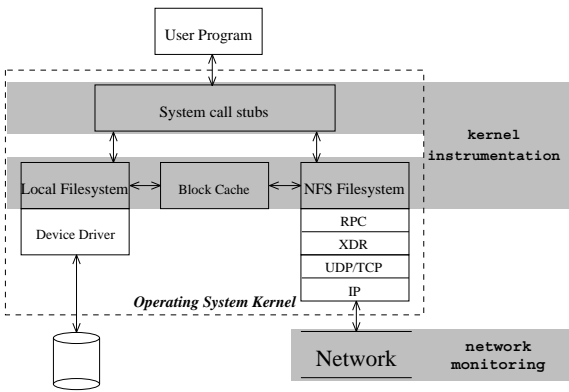 User Program
System call stubs
kernel
instrumentation
Local Filesystem
Block Cache
NFS Filesystem
Device Driver
RPC
XDR
UDP/TCP
IP
Operating System Kernel
Network
network
monitoring